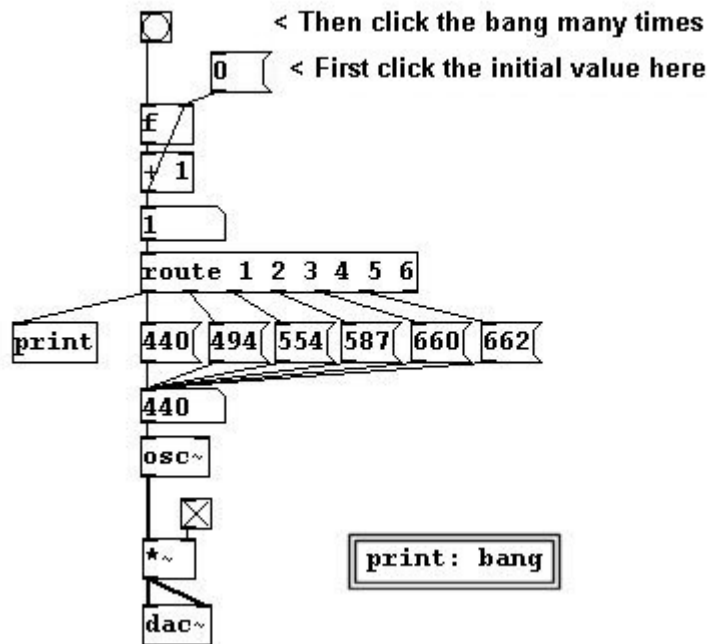 < Then click the bang many times
0 < First click the initial value here
f
+ 1
1
route 1 2 3 4 5 6
print 440 494 554 587 660 662
440
osc~
*~
print: bang
dac~